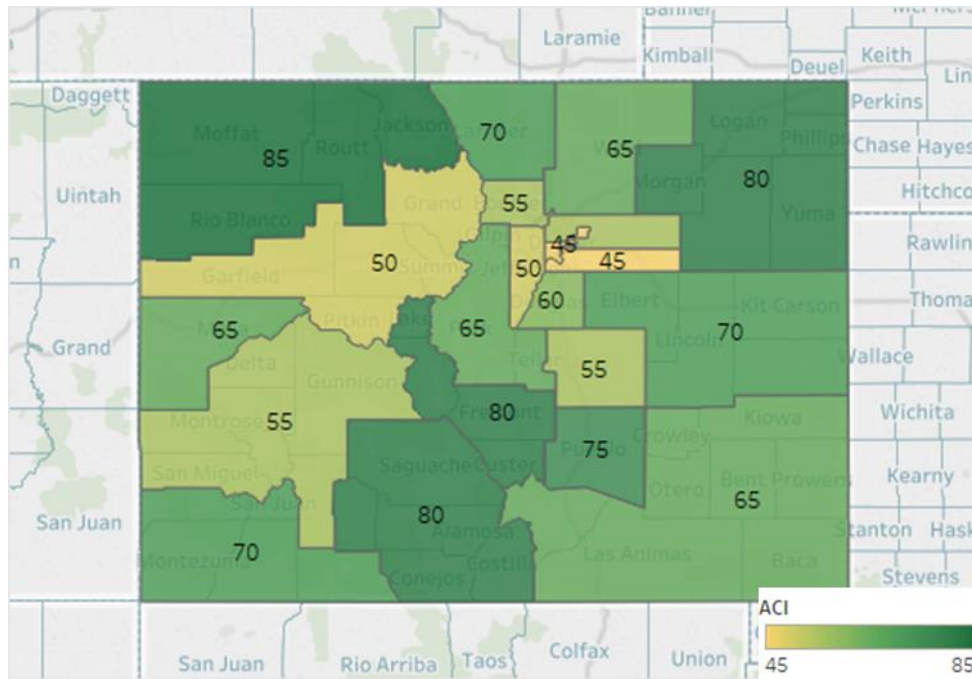 Banner
McPherson
Laramie
Kimball
Keith
Deuel
Daggett
Perkins
Moffat
Routt
Jackson
Larimer
70
65
Logan
Phillips
Chase
Hayes
85
Morgan
80
Yuma
Uintah
Hitchco
Rio Blanco
Grand
55
50
45
Rawlin
Garfield
Summit
50
45
60
Elbert
Kit Carson
Thoma
Pitkin
Lake
65
65
Lincoln
70
Grand
Delta
Gunnison
Teller
55
Wallace
Montrose
55
Fremont
80
Kiowa
Wichita
San Miguel
Saguache
Custer
Pueblo
75
Crowley
Bent
Prowers
Kearny
San Juan
San Juan
80
Otero
65
Alamosa
Stanton
Hask
Montezuma
70
Conejos
Costilla
Las Animas
Baca
Stevens
San Juan
Rio Arriba
Taos
Colfax
Union
ACI
45
85